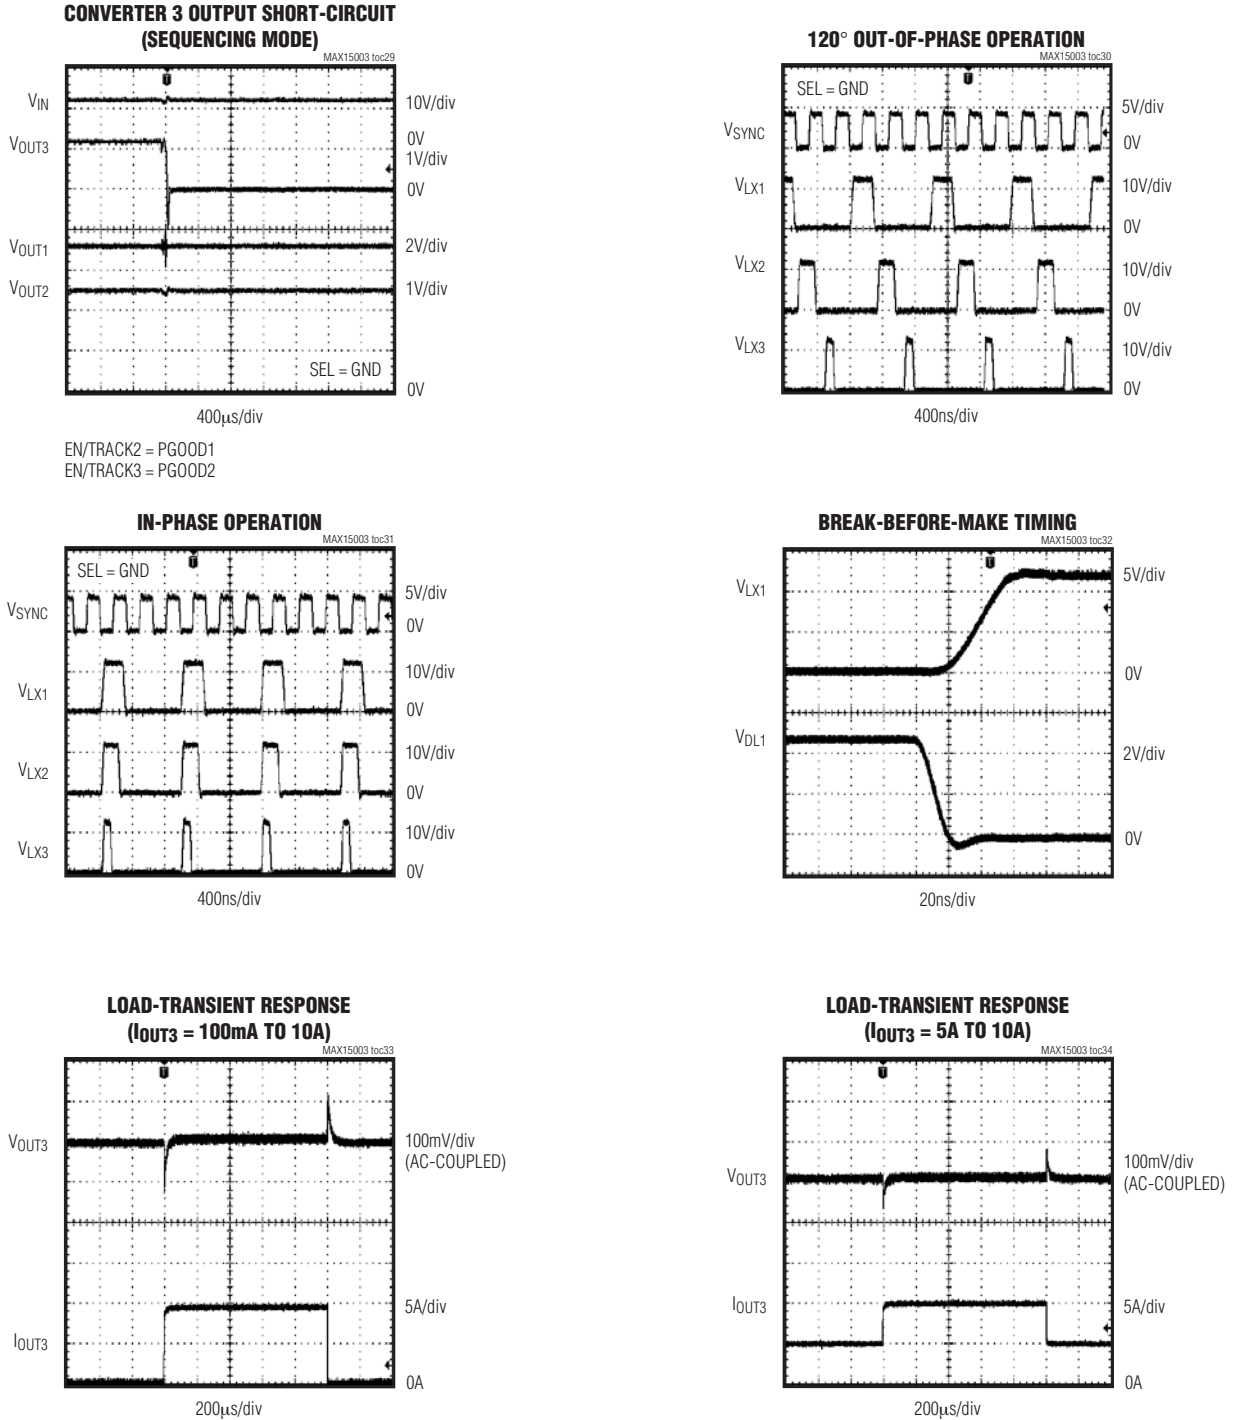 CONVERTER 3 OUTPUT SHORT-CIRCUIT
(SEQUENCING MODE)
MAX15003 toc29
T
VIN
10V/div
VOUT3
0V
1V/div
0V
VOUT1
2V/div
VOUT2
1V/div
SEL = GND
0V
400μs/div
EN/TRACK2 = PGOOD1
EN/TRACK3 = PGOOD2
120° OUT-OF-PHASE OPERATION
MAX15003 toc30
T
SEL = GND
5V/div
VSYNC
0V
VLX1
10V/div
0V
VLX2
10V/div
0V
VLX3
10V/div
0V
400ns/div
IN-PHASE OPERATION
MAX15003 toc31
T
SEL = GND
5V/div
VSYNC
0V
10V/div
VLX1
0V
10V/div
VLX2
0V
10V/div
VLX3
0V
400ns/div
BREAK-BEFORE-MAKE TIMING
MAX15003 toc32
T
VLX1
5V/div
0V
VDL1
2V/div
0V
20ns/div
LOAD-TRANSIENT RESPONSE
(IOUT3 = 100mA TO 10A)
MAX15003 toc33
T
VOUT3
100mV/div
(AC-COUPLED)
5A/div
IOUT3
0A
200μs/div
LOAD-TRANSIENT RESPONSE
(IOUT3 = 5A TO 10A)
MAX15003 toc34
T
VOUT3
100mV/div
(AC-COUPLED)
IOUT3
5A/div
0A
200μs/div